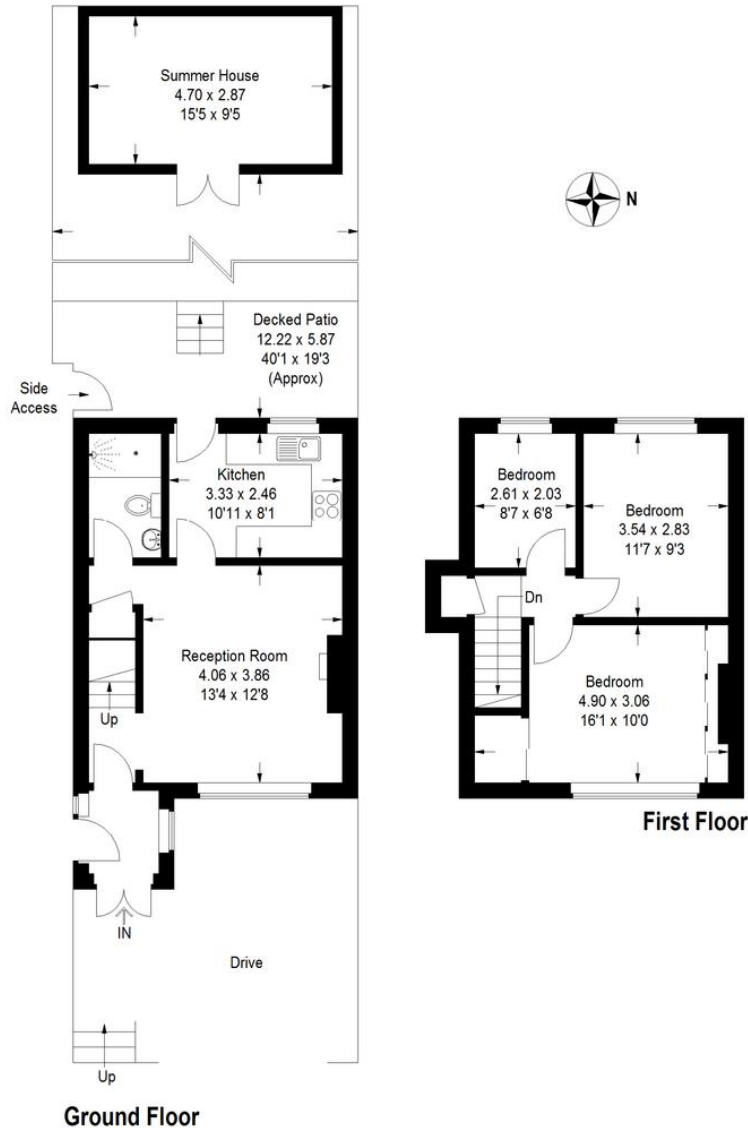 Summer House
4.70 x 2.87
15'5 x 9'5
N
Decked Patio
12.22 x 5.87
40'1 x 19'3
(Approx)
Side
Access
Kitchen
3.33 x 2.46
10'11 x 8'1
Reception Room
4.06 x 3.86
13'4 x 12'8
Up
IN
Drive
Up
Ground Floor
Bedroom
2.61 x 2.03
8'7 x 6'8
Bedroom
3.54 x 2.83
11'7 x 9'3
Dn
Bedroom
4.90 x 3.06
16'1 x 10'0
First Floor